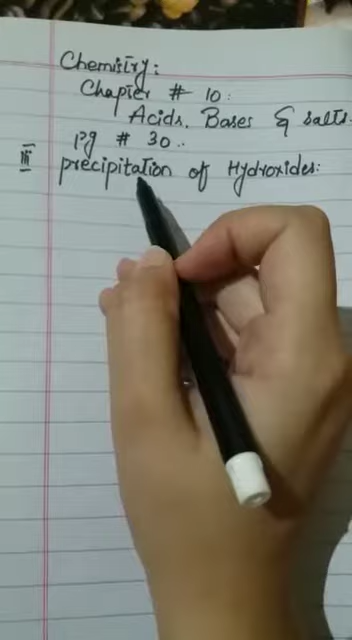 Chemistry:
Chapter # 10:
Acids, Bases & salts.
pg # 30.
iii precipitation of Hydroxides: